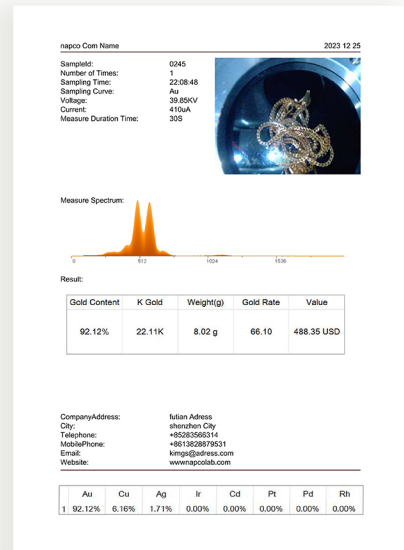 napco Com Name 2023 12 25
SampleId: 0245
Number of Times: 1
Sampling Time: 22:08:48
Sampling Curve: Au
Voltage: 39.85KV
Current: 410uA
Measure Duration Time: 30S
Measure Spectrum:
0 512 1024 1536
Result:
Gold Content K Gold Weight(g) Gold Rate Value
92.12% 22.11K 8.02 g 66.10 488.35 USD
CompanyAddress: futian Adress
City: shenzhen City
Telephone: +85283566314
MobilePhone: +8613828879531
Email: kimgs@adress.com
Website: wwwnapcolab.com
Au Cu Ag Ir Cd Pt Pd Rh
1 92.12% 6.16% 1.71% 0.00% 0.00% 0.00% 0.00% 0.00%